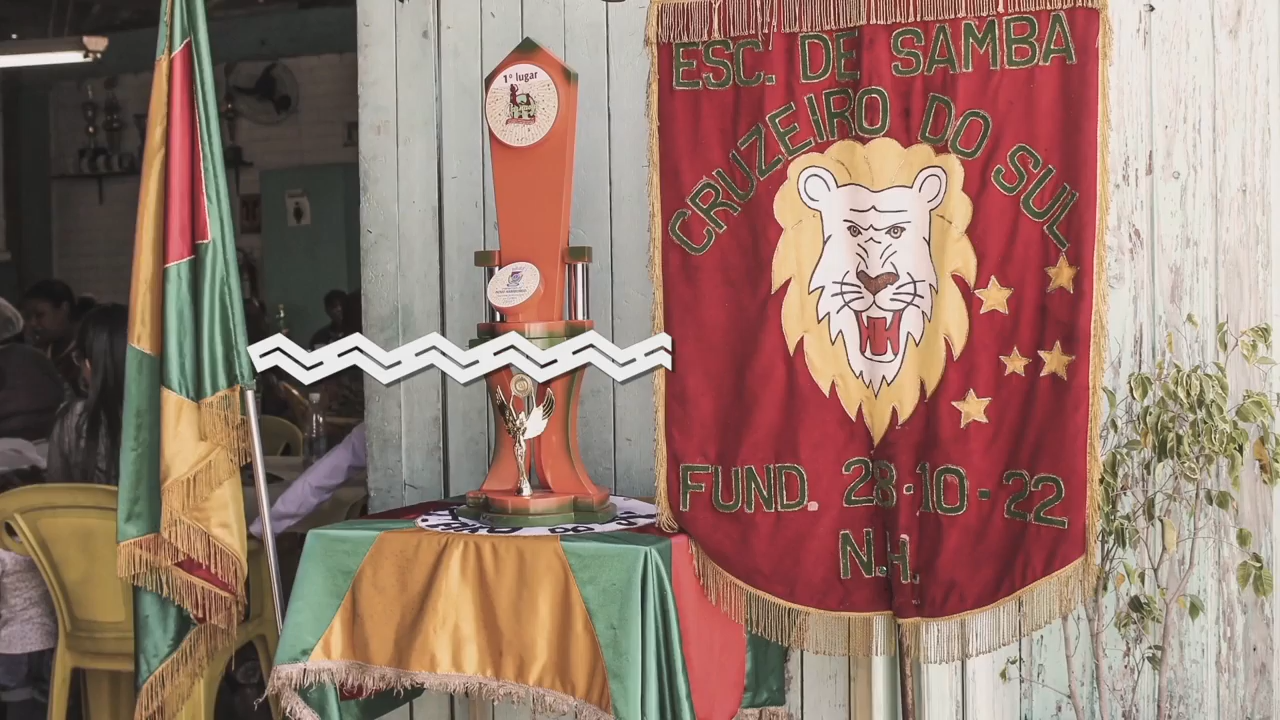 1º lugar
ESC. DE SAMBA
CRUZEIRO DO SUL
FUND. 28-10-22
N.H.